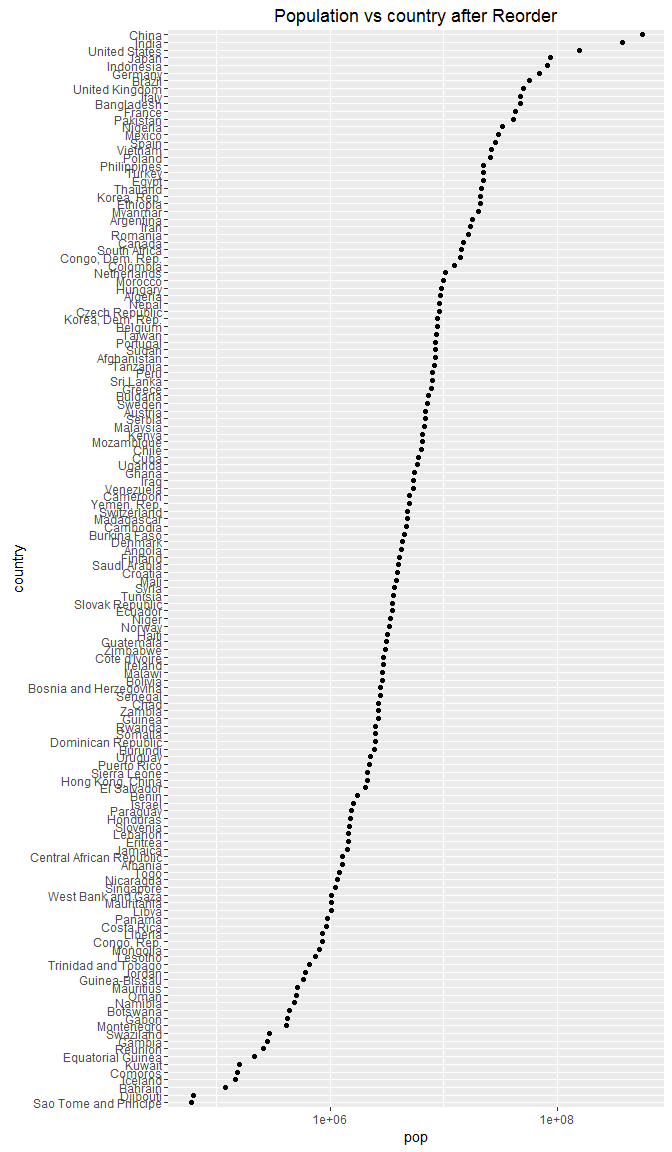 Population vs country after Reorder
China
India
United States
Japan
Indonesia
Germany
Brazil
United Kingdom
Italy
Bangladesh
France
Pakistan
Nigeria
Mexico
Spain
Vietnam
Poland
Philippines
Turkey
Egypt
Thailand
Korea, Rep.
Ethiopia
Myanmar
Argentina
Iran
Romania
Canada
South Africa
Congo, Dem. Rep.
Colombia
Netherlands
Morocco
Hungary
Algeria
Nepal
Czech Republic
Korea, Dem. Rep.
Belgium
Taiwan
Portugal
Sudan
Afghanistan
Tanzania
Peru
Sri Lanka
Greece
Bulgaria
Sweden
Austria
Serbia
Malaysia
Kenya
Mozambique
Chile
Cuba
Uganda
Ghana
Iraq
Venezuela
Cameroon
Yemen, Rep.
Switzerland
Madagascar
Cambodia
Burkina Faso
Denmark
Angola
Finland
Saudi Arabia
Croatia
Mali
Syria
Tunisia
Slovak Republic
Ecuador
Niger
Norway
Haiti
Guatemala
Zimbabwe
Cote d'Ivoire
Ireland
Malawi
Bolivia
Bosnia and Herzegovina
Senegal
Chad
Zambia
Guinea
Rwanda
Somalia
Dominican Republic
Burundi
Uruguay
Puerto Rico
Sierra Leone
Hong Kong, China
El Salvador
Benin
Israel
Paraguay
Honduras
Slovenia
Lebanon
Eritrea
Jamaica
Central African Republic
Albania
Togo
Nicaragua
Singapore
West Bank and Gaza
Mauritania
Libya
Panama
Costa Rica
Liberia
Congo, Rep.
Mongolia
Lesotho
Trinidad and Tobago
Jordan
Guinea-Bissau
Mauritius
Oman
Namibia
Botswana
Gabon
Montenegro
Swaziland
Gambia
Reunion
Equatorial Guinea
Kuwait
Comoros
Iceland
Bahrain
Djibouti
Sao Tome and Principe
country
1e+06 1e+08
pop